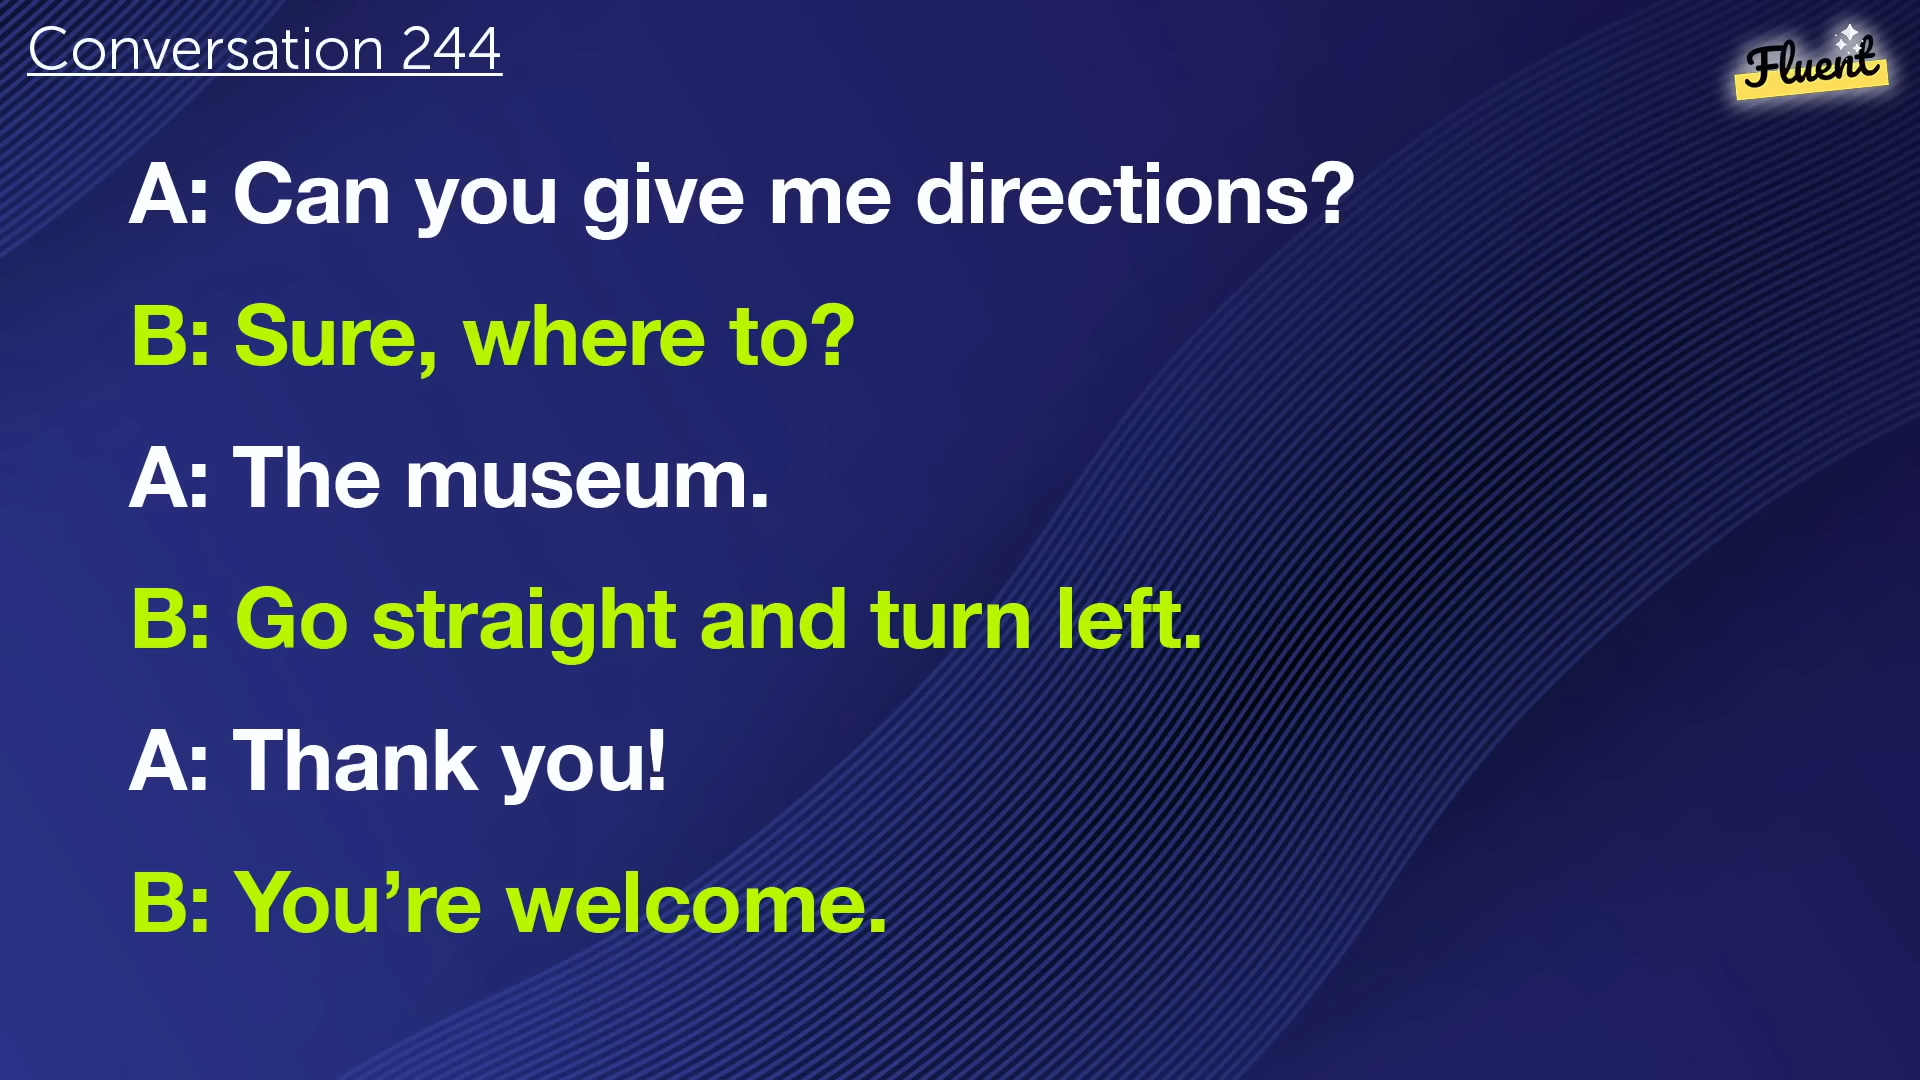 Conversation 244
Fluent
A: Can you give me directions?
B: Sure, where to?
A: The museum.
B: Go straight and turn left.
A: Thank you!
B: You’re welcome.